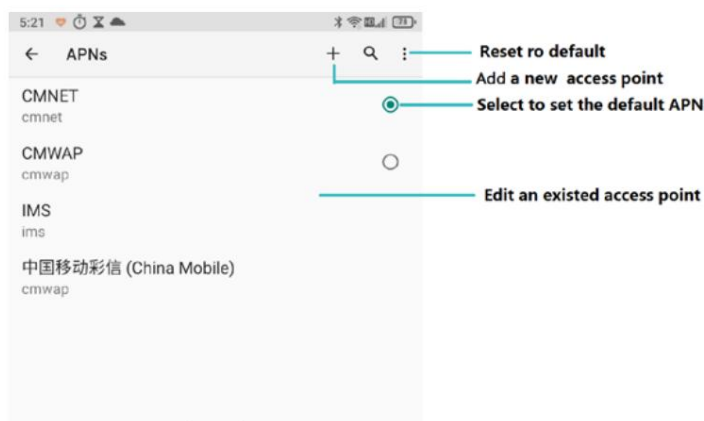 5:21
78
APNs
Reset ro default
Add a new access point
CMNET
cmnet
Select to set the default APN
CMWAP
cmwap
Edit an existed access point
IMS
ims
中国移动彩信 (China Mobile)
cmwap